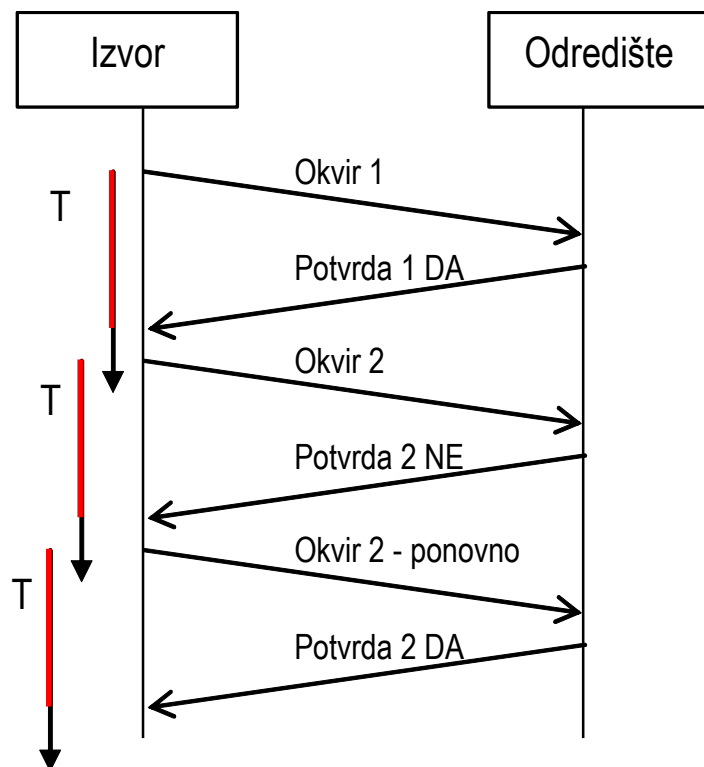 Izvor
Odredište
Okvir 1
T
Potvrda 1 DA
Okvir 2
T
Potvrda 2 NE
Okvir 2 - ponovno
T
Potvrda 2 DA